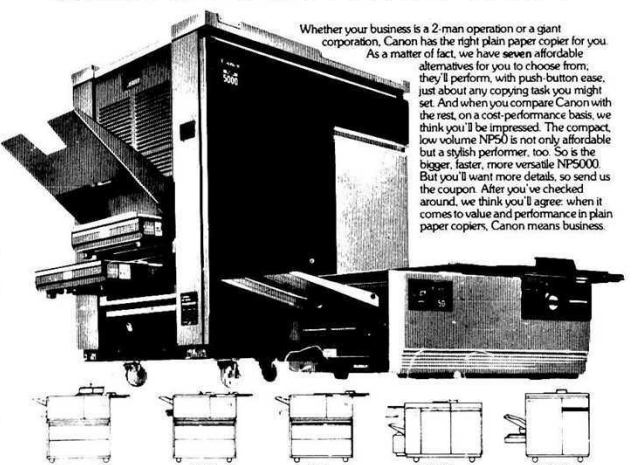 Whether your business is a 2-man operation or a giant
corporation, Canon has the right plain paper copier for you.
As a matter of fact, we have seven affordable
alternatives for you to choose from;
they'll perform, with push-button ease,
just about any copying task you might
set. And when you compare Canon with
the rest, on a cost-performance basis, we
think you'll be impressed. The compact,
low volume NP50 is not only affordable
but a stylish performer, too. So is the
bigger, faster, more versatile NP5000.
But you'll want more details, so send us
the coupon. After you've checked
around, we think you'll agree: when it
comes to value and performance in plain
paper copiers, Canon means business.
5000
50